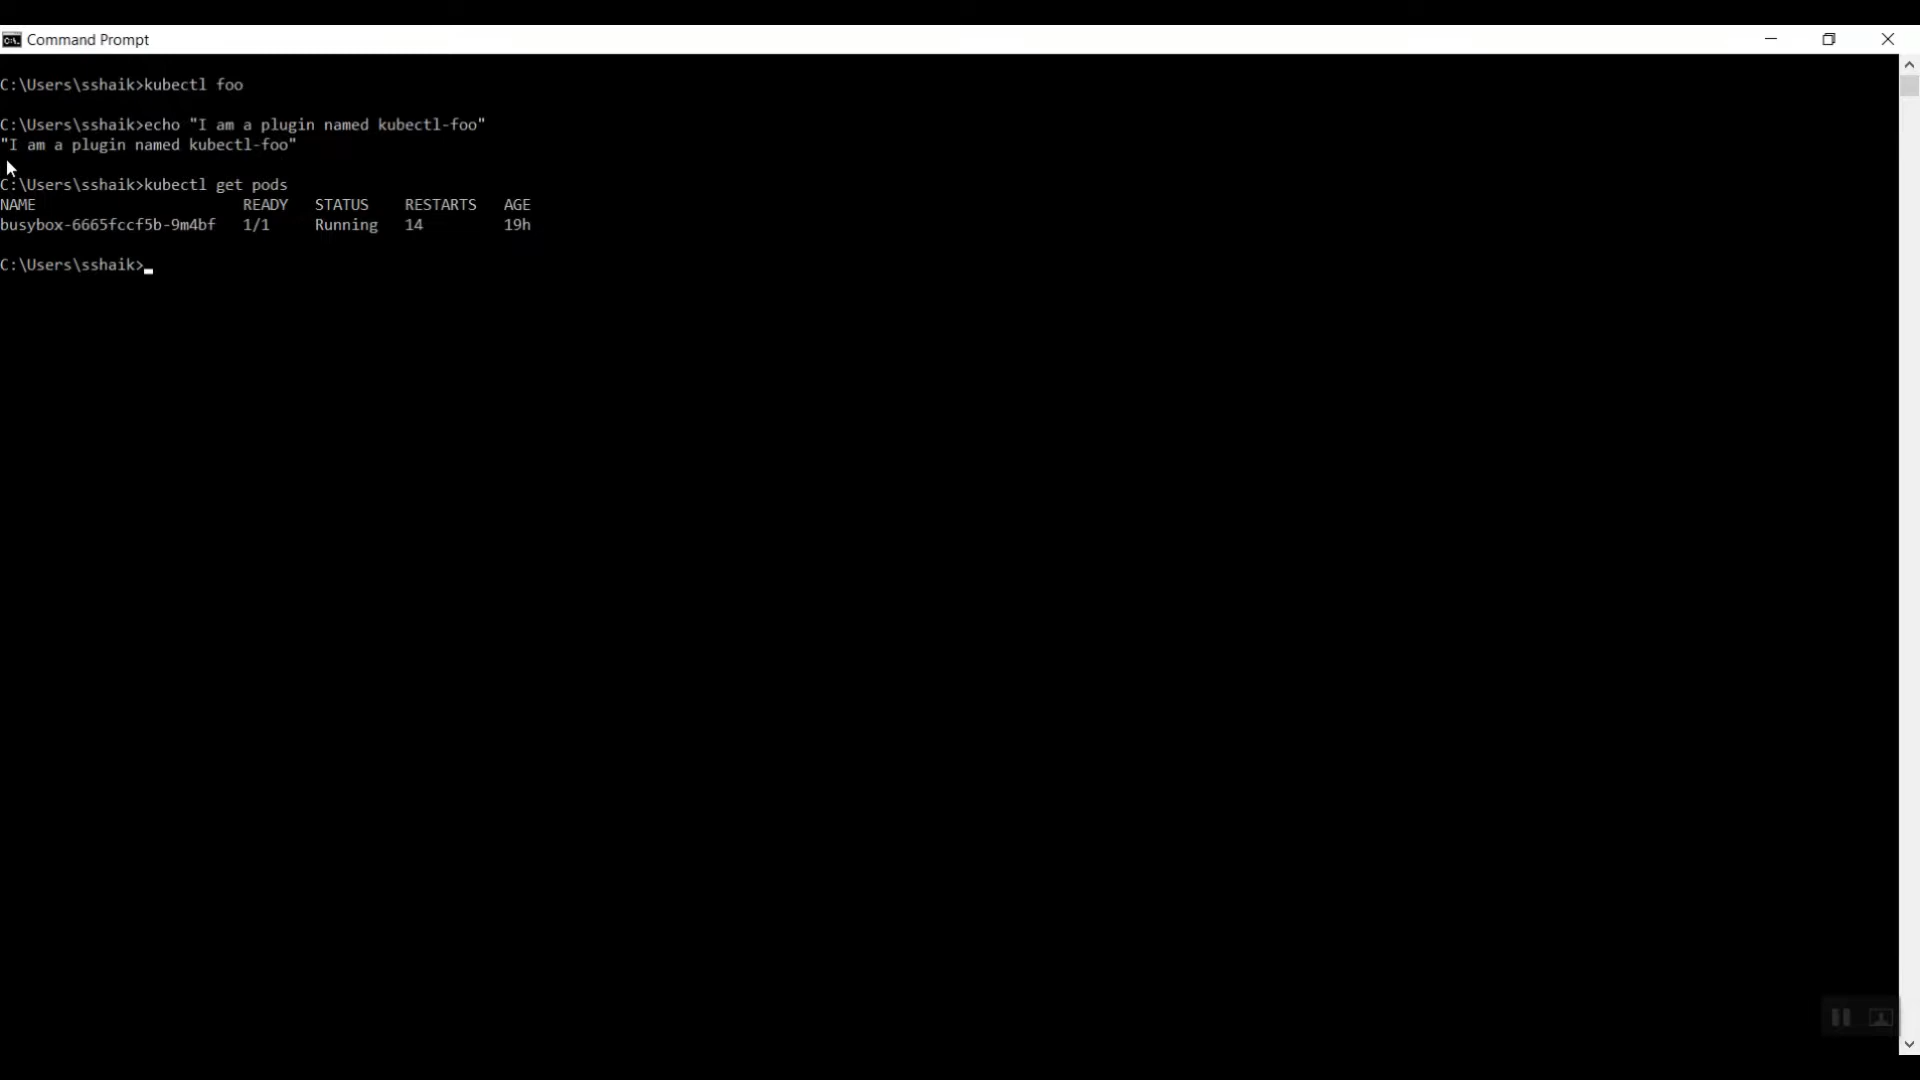 Command Prompt
C:\Users\sshaik>kubectl foo
C:\Users\sshaik>echo "I am a plugin named kubectl-foo"
"I am a plugin named kubectl-foo"
C:\Users\sshaik>kubectl get pods
NAME READY STATUS RESTARTS AGE
busybox-6665fccf5b-9m4bf 1/1 Running 14 19h
C:\Users\sshaik>